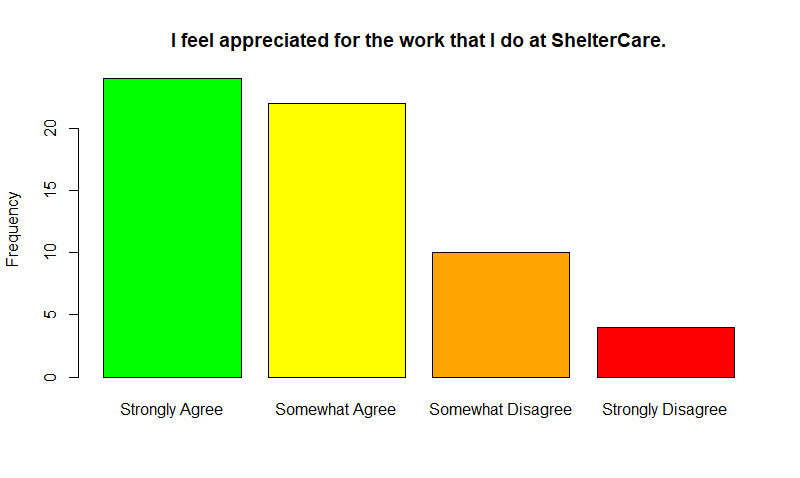 I feel appreciated for the work that I do at ShelterCare.
Frequency
20
15
10
5
0
Strongly Agree Somewhat Agree Somewhat Disagree Strongly Disagree